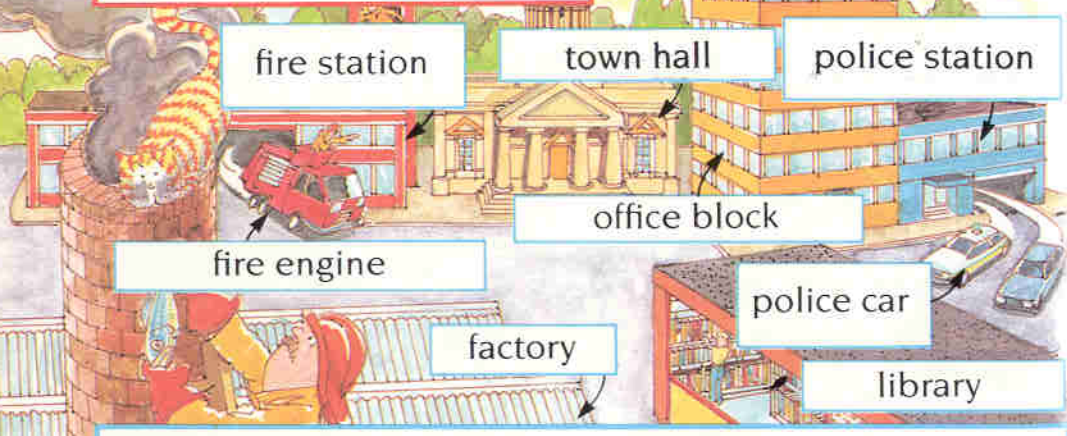 fire station
town hall
police station
office block
fire engine
police car
factory
library